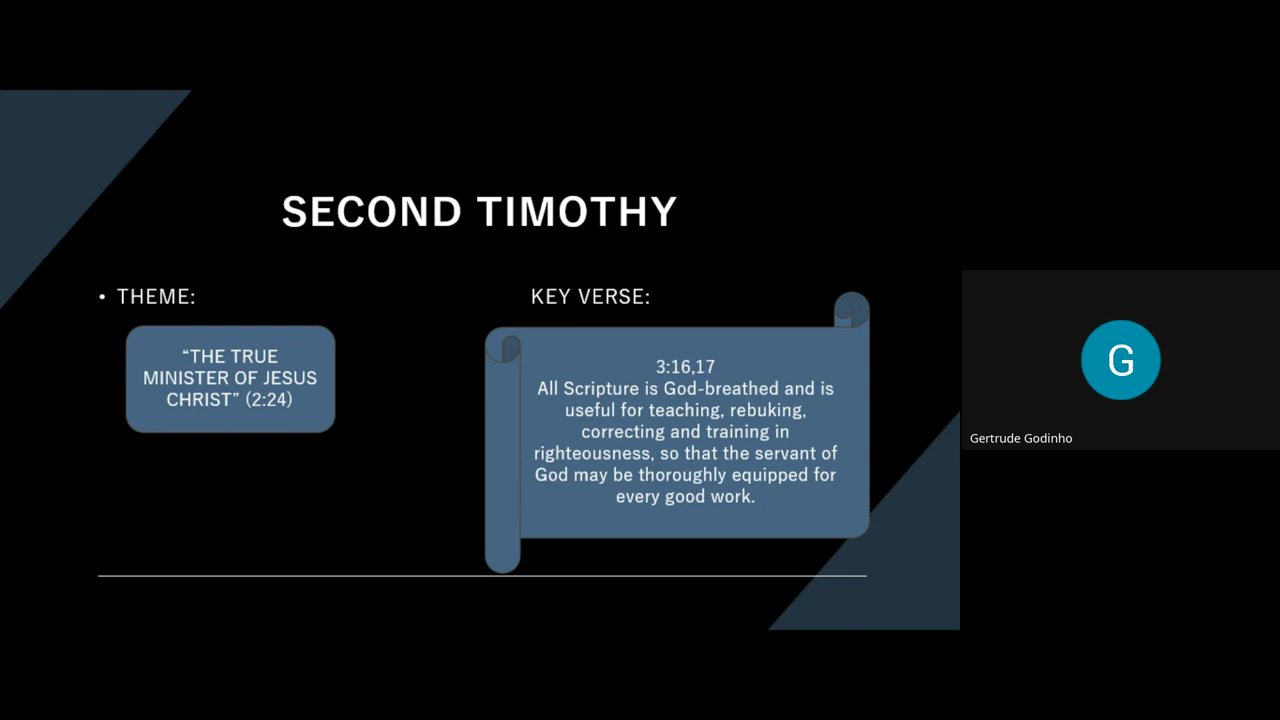 SECOND TIMOTHY
• THEME:
“THE TRUE
MINISTER OF JESUS
CHRIST” (2:24)
KEY VERSE:
3:16,17
All Scripture is God-breathed and is
useful for teaching, rebuking,
correcting and training in
righteousness, so that the servant of
God may be thoroughly equipped for
every good work.
G
Gertrude Godinho